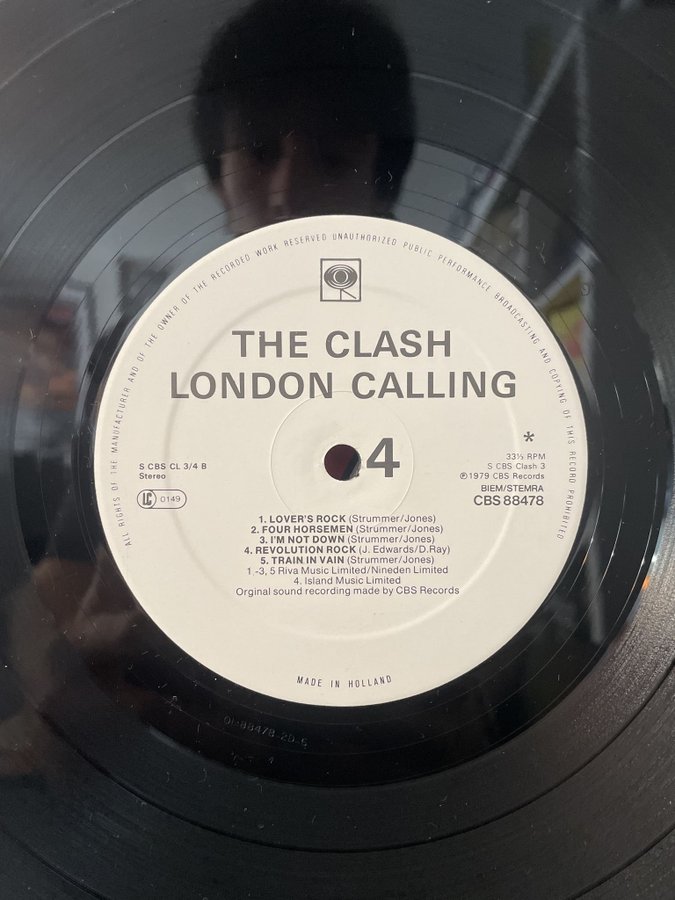 ALL RIGHTS OF THE MANUFACTURER AND OF THE OWNER OF THE RECORDED WORK RESERVED UNAUTHORIZED PUBLIC PERFORMANCE BROADCASTING AND COPYING OF THIS RECORD PROHIBITED
THE CLASH
LONDON CALLING
4
*
S CBS CL 3/4 B
Stereo
LC 0149
33⅓ RPM
S CBS Clash 3
℗1979 CBS Records
BIEM/STEMRA
CBS 88478
1. LOVER'S ROCK (Strummer/Jones)
2. FOUR HORSEMEN (Strummer/Jones)
3. I'M NOT DOWN (Strummer/Jones)
4. REVOLUTION ROCK (J. Edwards/D.Ray)
5. TRAIN IN VAIN (Strummer/Jones)
1-3, 5 Riva Music Limited/Nineden Limited
4. Island Music Limited
Orginal sound recording made by CBS Records
MADE IN HOLLAND